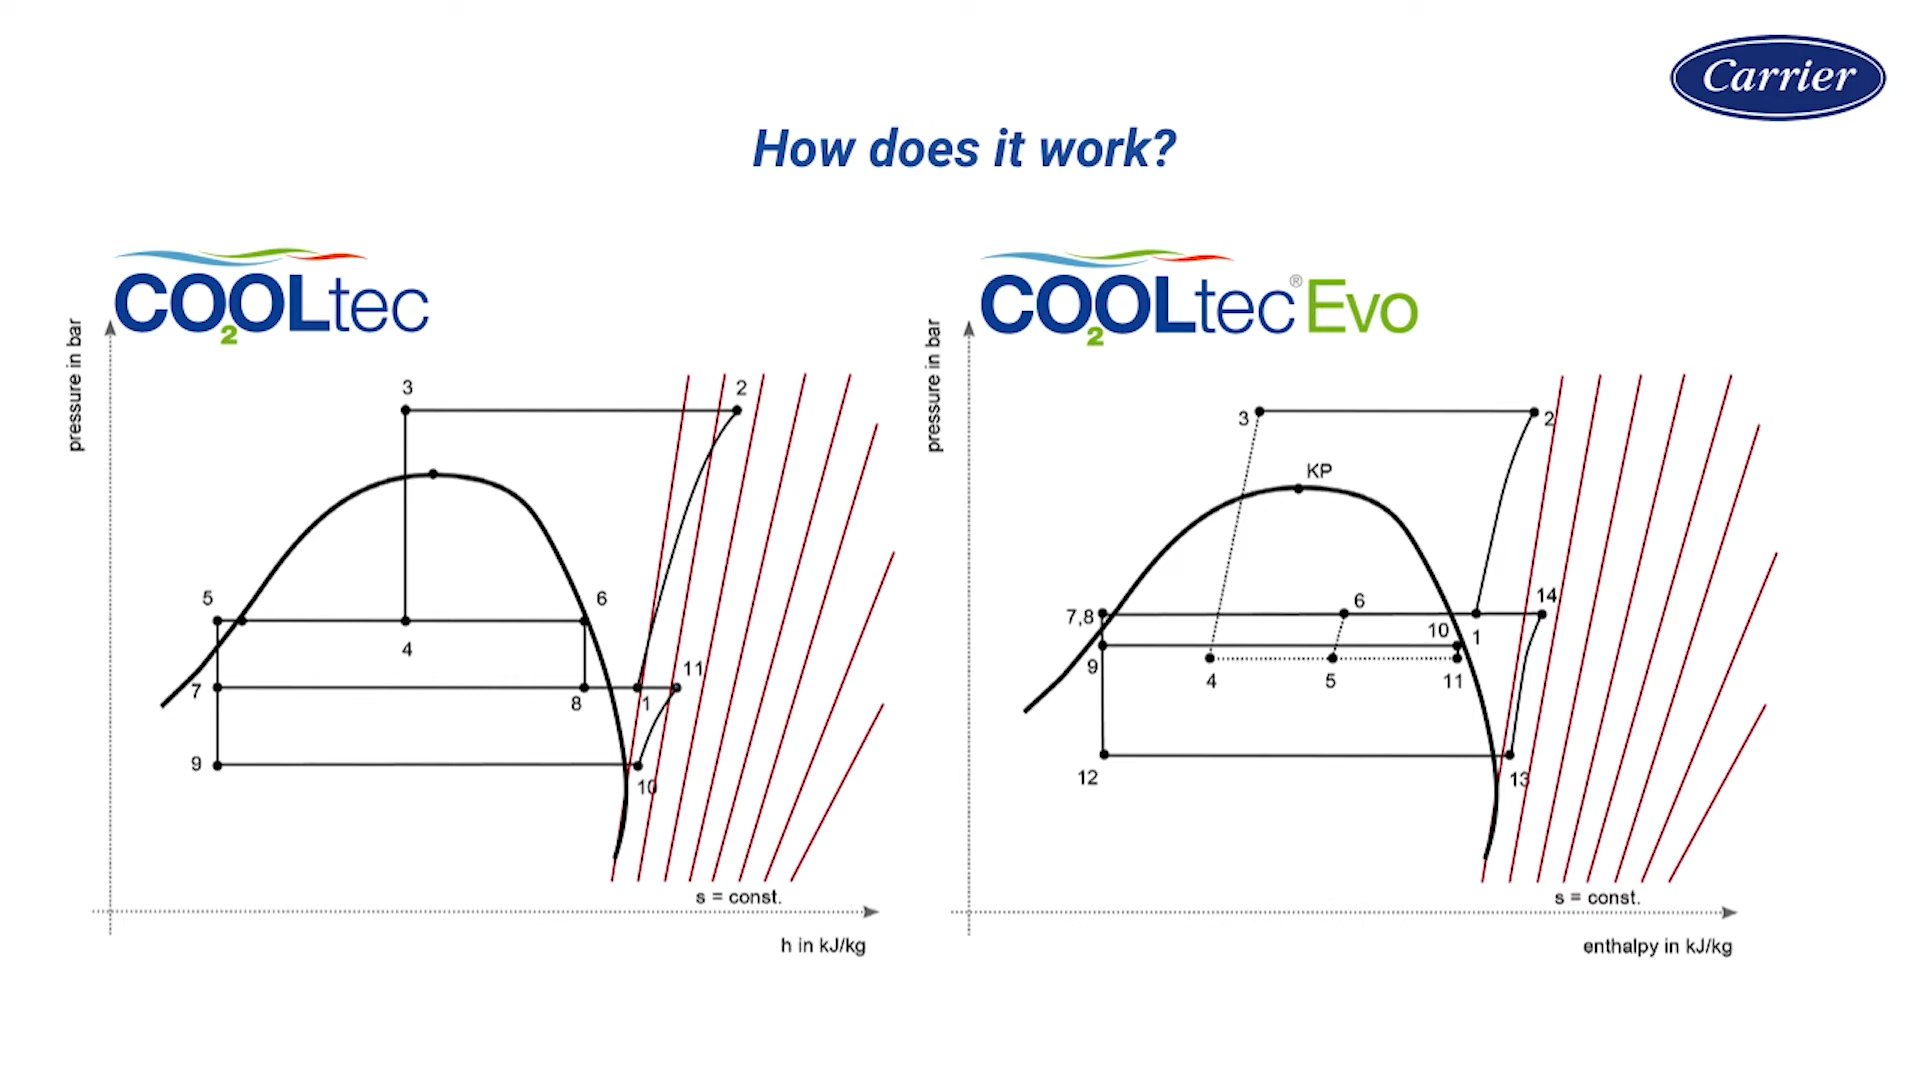 Carrier
How does it work?
CO2OLtec
pressure in bar
3
2
5
6
4
11
7
8
1
9
10
s = const.
h in kJ/kg
CO2OLtec® Evo
pressure in bar
3
2
KP
6
14
7,8
10
1
9
4
5
11
12
13
s = const.
enthalpy in kJ/kg